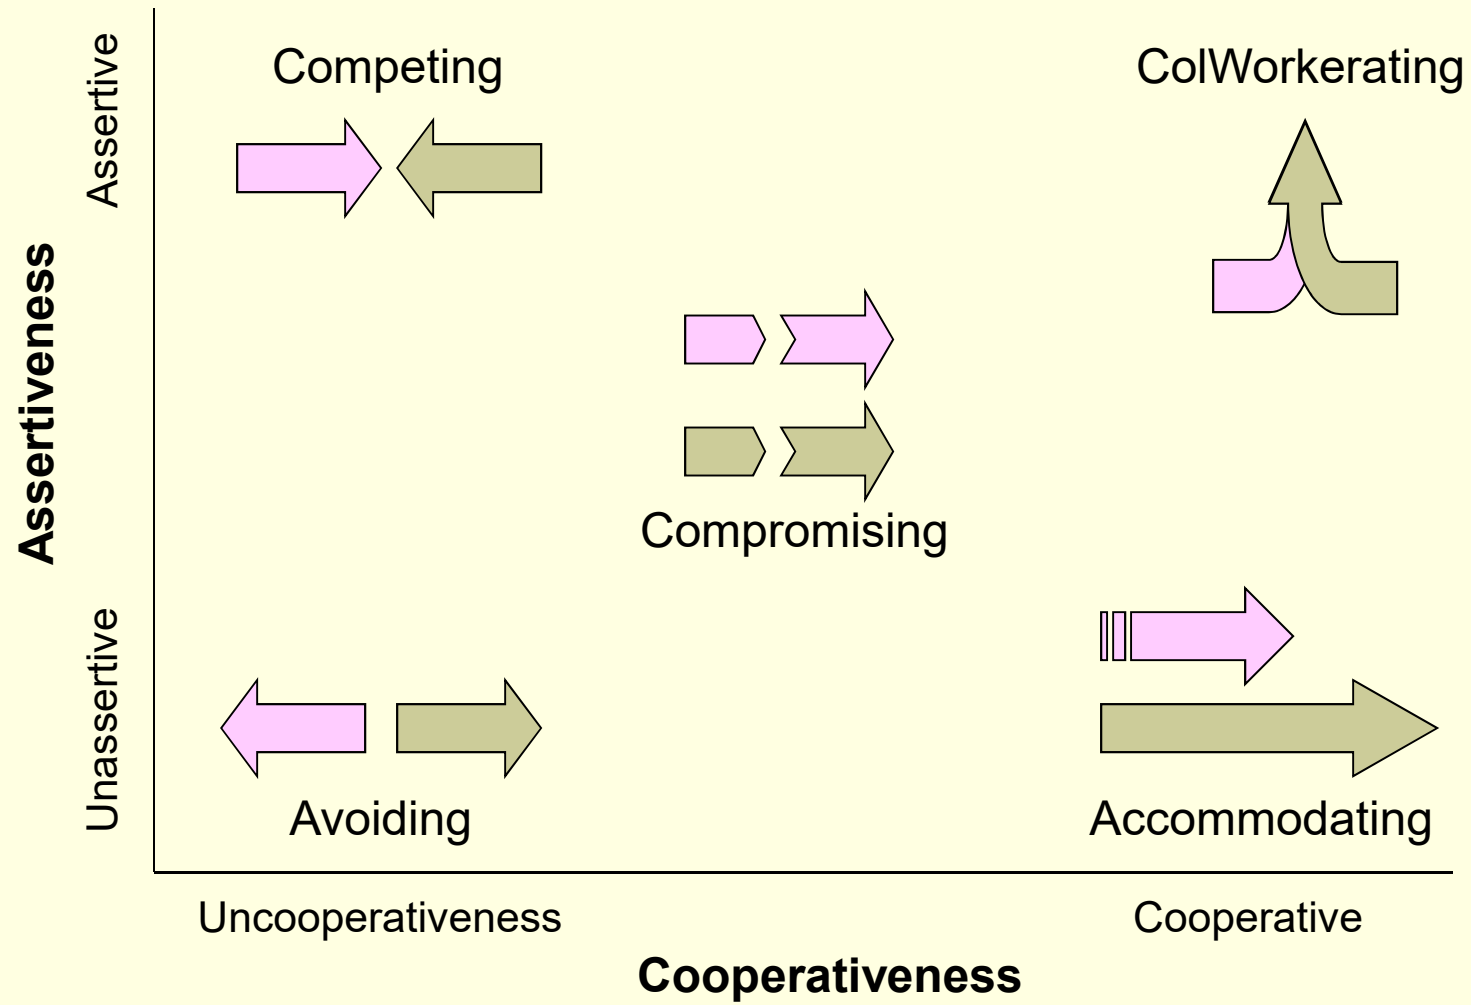 Competing
ColWorkerating
Assertive
Assertiveness
Compromising
Unassertive
Avoiding
Accommodating
Uncooperativeness
Cooperative
Cooperativeness